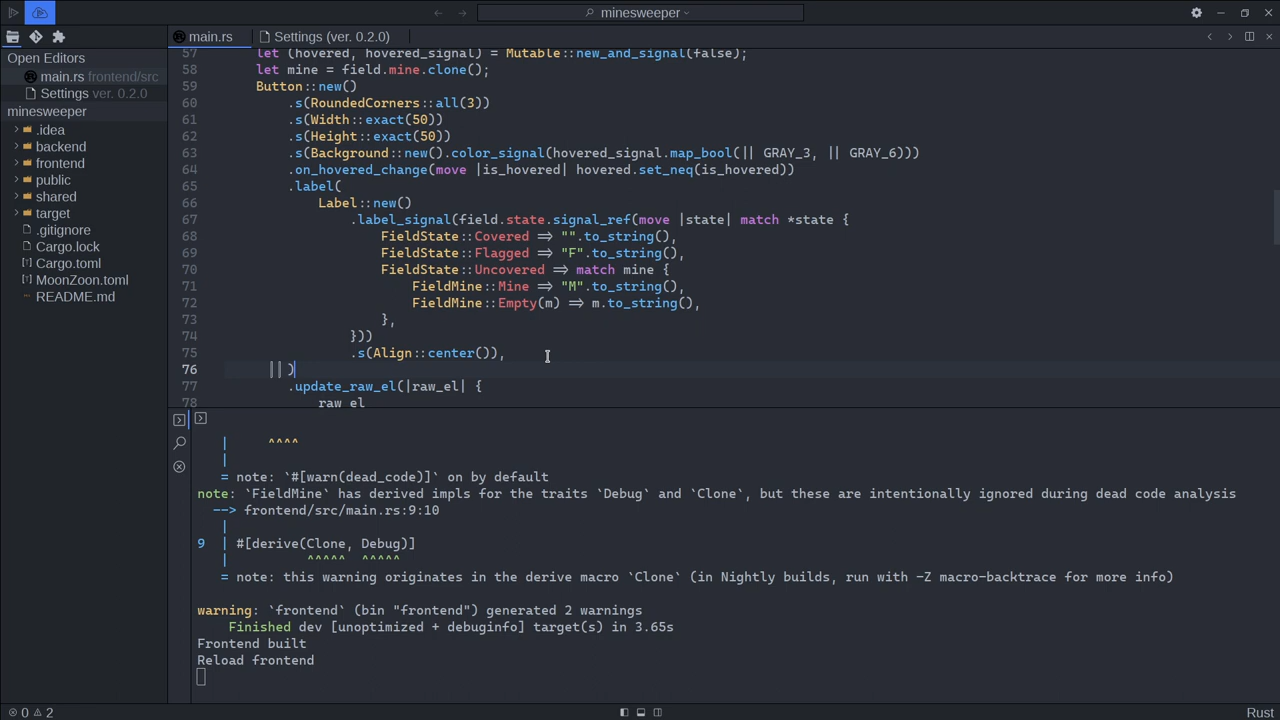 minesweeper
main.rs
Settings (ver. 0.2.0)
Open Editors
main.rs frontend/src
Settings ver. 0.2.0
minesweeper
.idea
backend
frontend
public
shared
target
.gitignore
Cargo.lock
Cargo.toml
MoonZoon.toml
README.md
57 let (hovered, hovered_signal) = Mutable::new_and_signal(false);
58 let mine = field.mine.clone();
59 Button::new()
60 .s(RoundedCorners::all(3))
61 .s(Width::exact(50))
62 .s(Height::exact(50))
63 .s(Background::new().color_signal(hovered_signal.map_bool(|| GRAY_3, || GRAY_6)))
64 .on_hovered_change(move |is_hovered| hovered.set_neq(is_hovered))
65 .label(
66 Label::new()
67 .label_signal(field.state.signal_ref(move |state| match *state {
68 FieldState::Covered => "".to_string(),
69 FieldState::Flagged => "F".to_string(),
70 FieldState::Uncovered => match mine {
71 FieldMine::Mine => "M".to_string(),
72 FieldMine::Empty(m) => m.to_string(),
73 },
74 }))
75 .s(Align::center()),
76 )
77 .update_raw_el(|raw_el| {
78 raw_el
| ^^^^
|
= note: `#[warn(dead_code)]` on by default
note: `FieldMine` has derived impls for the traits `Debug` and `Clone`, but these are intentionally ignored during dead code analysis
--> frontend/src/main.rs:9:10
|
9 | #[derive(Clone, Debug)]
| ^^^^^ ^^^^^
= note: this warning originates in the derive macro `Clone` (in Nightly builds, run with -Z macro-backtrace for more info)
warning: `frontend` (bin "frontend") generated 2 warnings
Finished dev [unoptimized + debuginfo] target(s) in 3.65s
Frontend built
Reload frontend
0 2
Rust